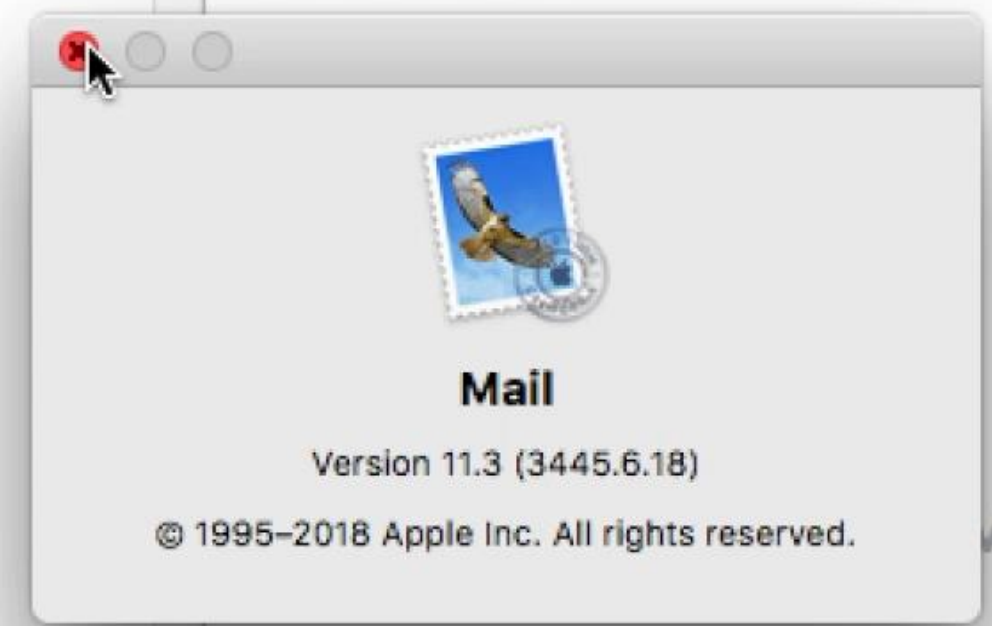 Mail
Version 11.3 (3445.6.18)
© 1995–2018 Apple Inc. All rights reserved.